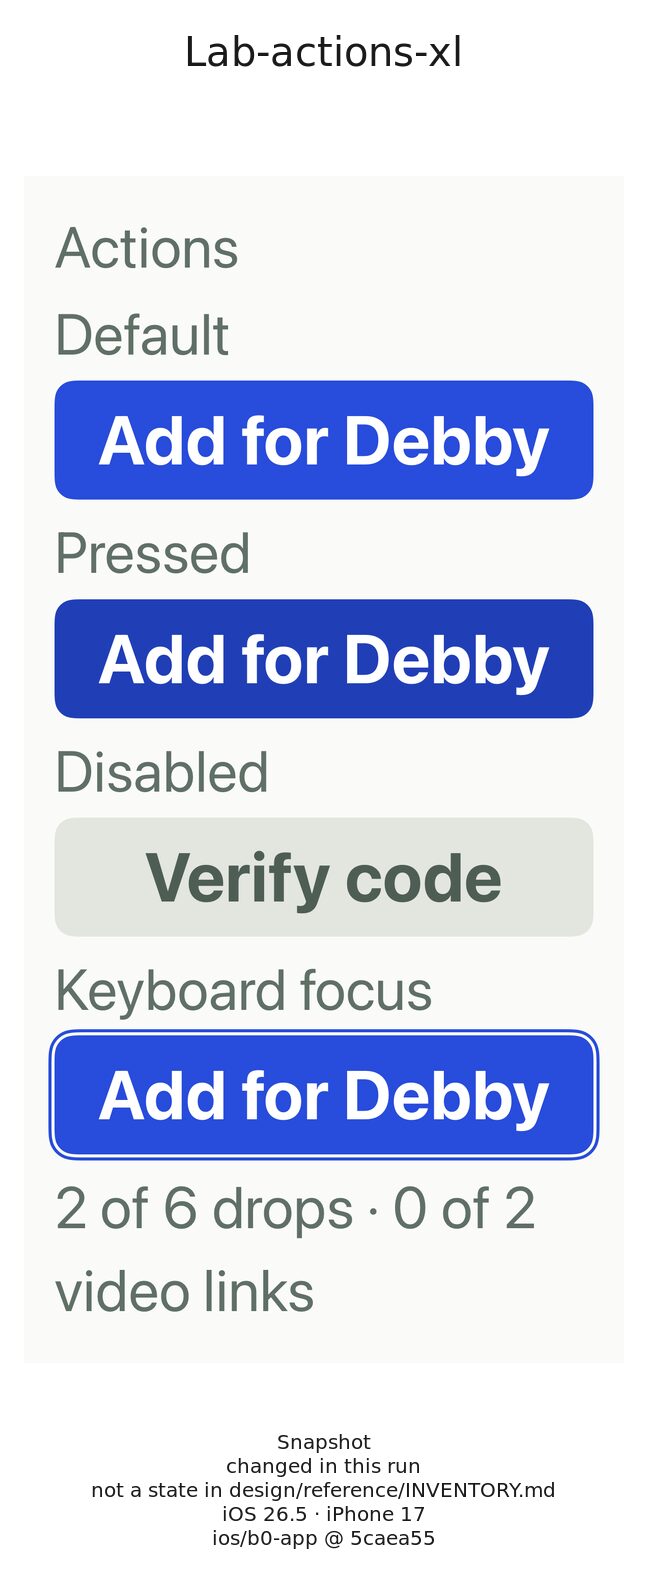 Lab-actions-xl
Actions
Default
Add for Debby
Pressed
Add for Debby
Disabled
Verify code
Keyboard focus
Add for Debby
2 of 6 drops · 0 of 2
video links
Snapshot
changed in this run
not a state in design/reference/INVENTORY.md
iOS 26.5 · iPhone 17
ios/b0-app @ 5caea55